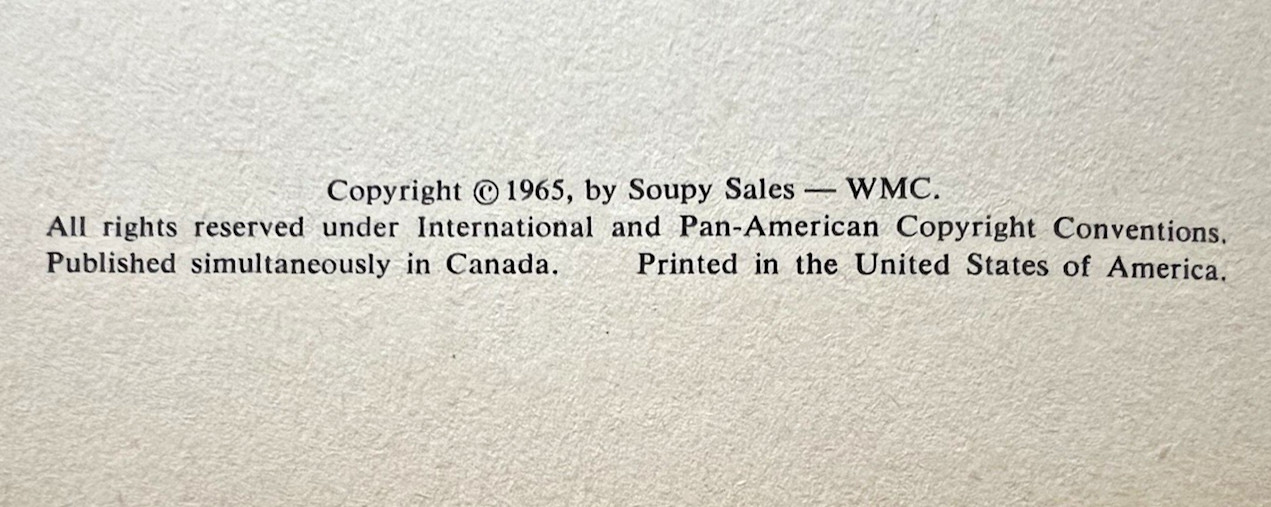 Copyright © 1965, by Soupy Sales — WMC.
All rights reserved under International and Pan-American Copyright Conventions.
Published simultaneously in Canada. Printed in the United States of America.